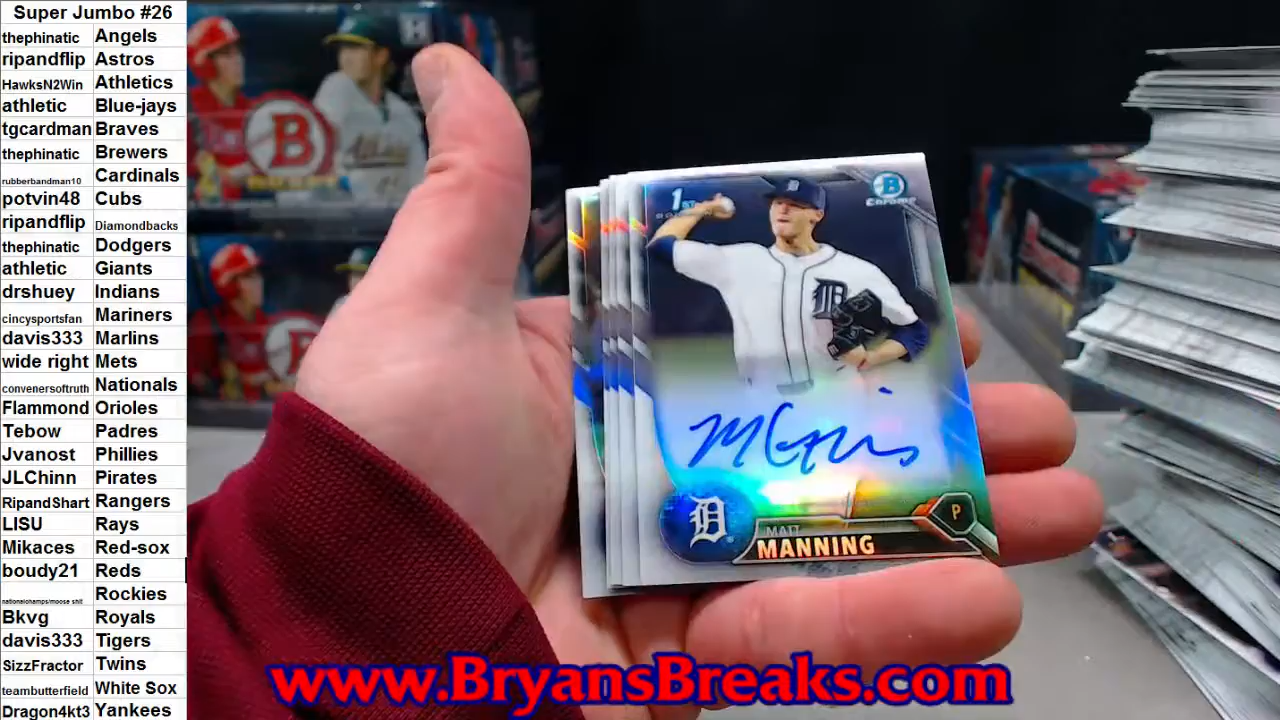 Super Jumbo #26
thephinatic Angels
ripandflip Astros
HawksN2Win Athletics
athletic Blue-jays
tgcardman Braves
thephinatic Brewers
rubberbandman10 Cardinals
potvin48 Cubs
ripandflip Diamondbacks
thephinatic Dodgers
athletic Giants
drshuey Indians
cincysportsfan Mariners
davis333 Marlins
wide right Mets
convenersoftruth Nationals
Flammond Orioles
Tebow Padres
Jvanost Phillies
JLChinn Pirates
RipandShart Rangers
LISU Rays
Mikaces Red-sox
boudy21 Reds
Rockies
Bkvg Royals
davis333 Tigers
SizzFractor Twins
teambutterfield White Sox
Dragon4kt3 Yankees
B
1ST
B
Chrome
D
D
P
MATT
MANNING
www.BryansBreaks.com